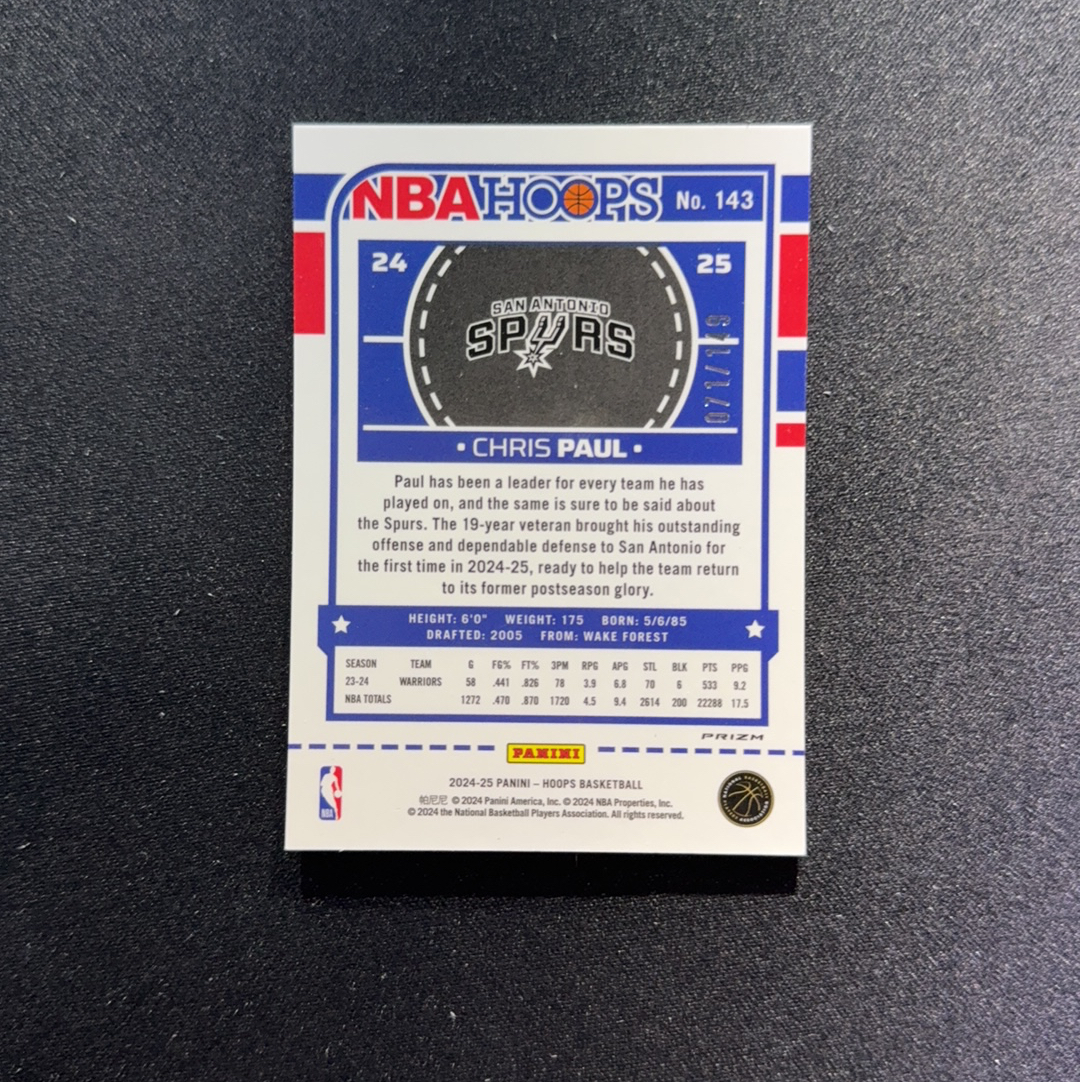 NBA HOOPS No. 143
24 25
SAN ANTONIO
SPURS
071/149
• CHRIS PAUL •
Paul has been a leader for every team he has
played on, and the same is sure to be said about
the Spurs. The 19-year veteran brought his outstanding
offense and dependable defense to San Antonio for
the first time in 2024-25, ready to help the team return
to its former postseason glory.
HEIGHT: 6'0" WEIGHT: 175 BORN: 5/6/85
DRAFTED: 2005 FROM: WAKE FOREST
SEASON TEAM G FG% FT% 3PM RPG APG STL BLK PTS PPG
23-24 WARRIORS 58 .441 .826 78 3.9 6.8 70 6 533 9.2
NBA TOTALS 1272 .470 .870 1720 4.5 9.4 2614 200 22288 17.5
PRIZM
PANINI
2024-25 PANINI – HOOPS BASKETBALL
帕尼尼 © 2024 Panini America, Inc. © 2024 NBA Properties, Inc.
© 2024 the National Basketball Players Association. All rights reserved.
NBA
NATIONAL BASKETBALL PLAYERS ASSOCIATION